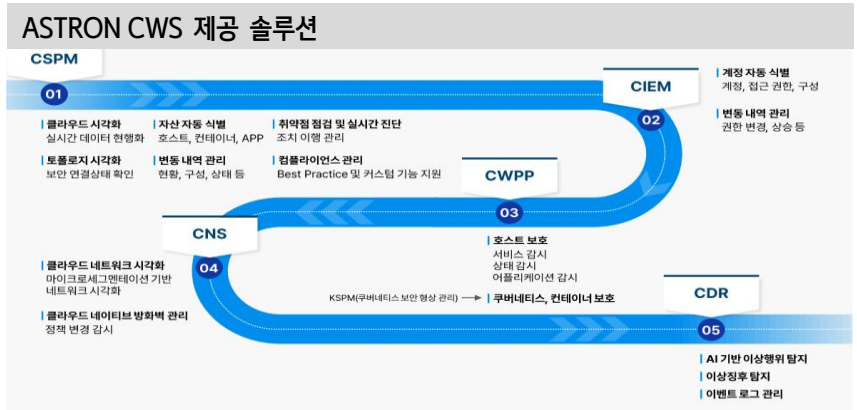 ASTRON CWS 제공 솔루션
CSPM
01
클라우드 시각화
실시간 데이터 현행화
토폴로지 시각화
보안 연결상태 확인
자산 자동 식별
호스트, 컨테이너, APP
변동 내역 관리
현황, 구성, 상태 등
취약점 점검 및 실시간 진단
조치 이행 관리
컴플라이언스 관리
Best Practice 및 커스텀 기능 지원
CIEM
02
계정 자동 식별
계정, 접근 권한, 구성
변동 내역 관리
권한 변경, 상승 등
CWPP
03
호스트 보호
서비스 감시
상태 감시
어플리케이션 감시
KSPM(쿠버네티스 보안 형상 관리)
쿠버네티스, 컨테이너 보호
CNS
04
클라우드 네트워크 시각화
마이크로세그멘테이션 기반
네트워크 시각화
클라우드 네이티브 방화벽 관리
정책 변경 감시
CDR
05
AI 기반 이상행위 탐지
이상징후 탐지
이벤트 로그 관리